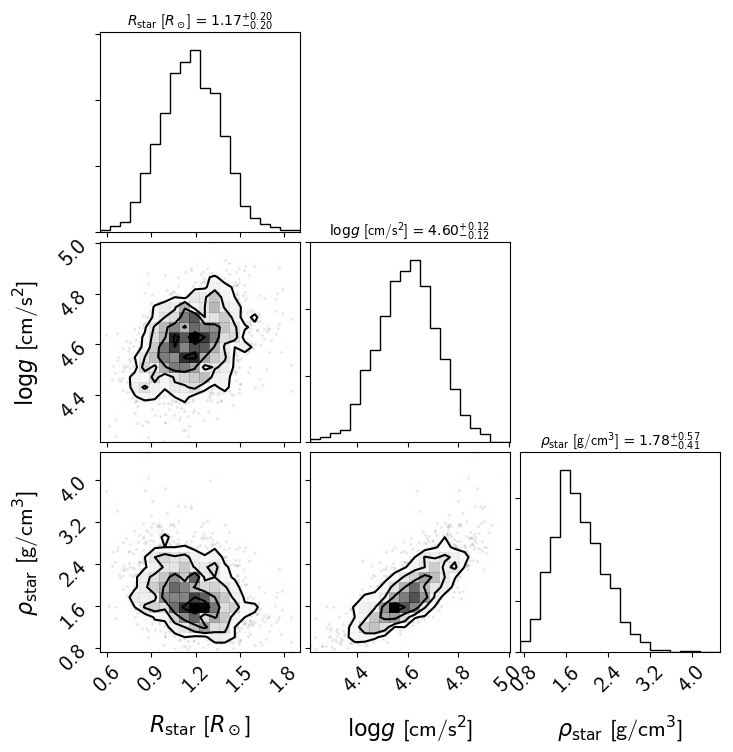 R_star [R_⊙] = 1.17^{+0.20}_{-0.20}
5.0
4.8
4.6
4.4
logg [cm/s²]
logg [cm/s²] = 4.60^{+0.12}_{-0.12}
4.0
3.2
2.4
1.6
0.8
ρ_star [g/cm³]
ρ_star [g/cm³] = 1.78^{+0.57}_{-0.41}
0.6 0.9 1.2 1.5 1.8
4.4 4.6 4.8 5.0
0.8 1.6 2.4 3.2 4.0
R_star [R_⊙]
logg [cm/s²]
ρ_star [g/cm³]